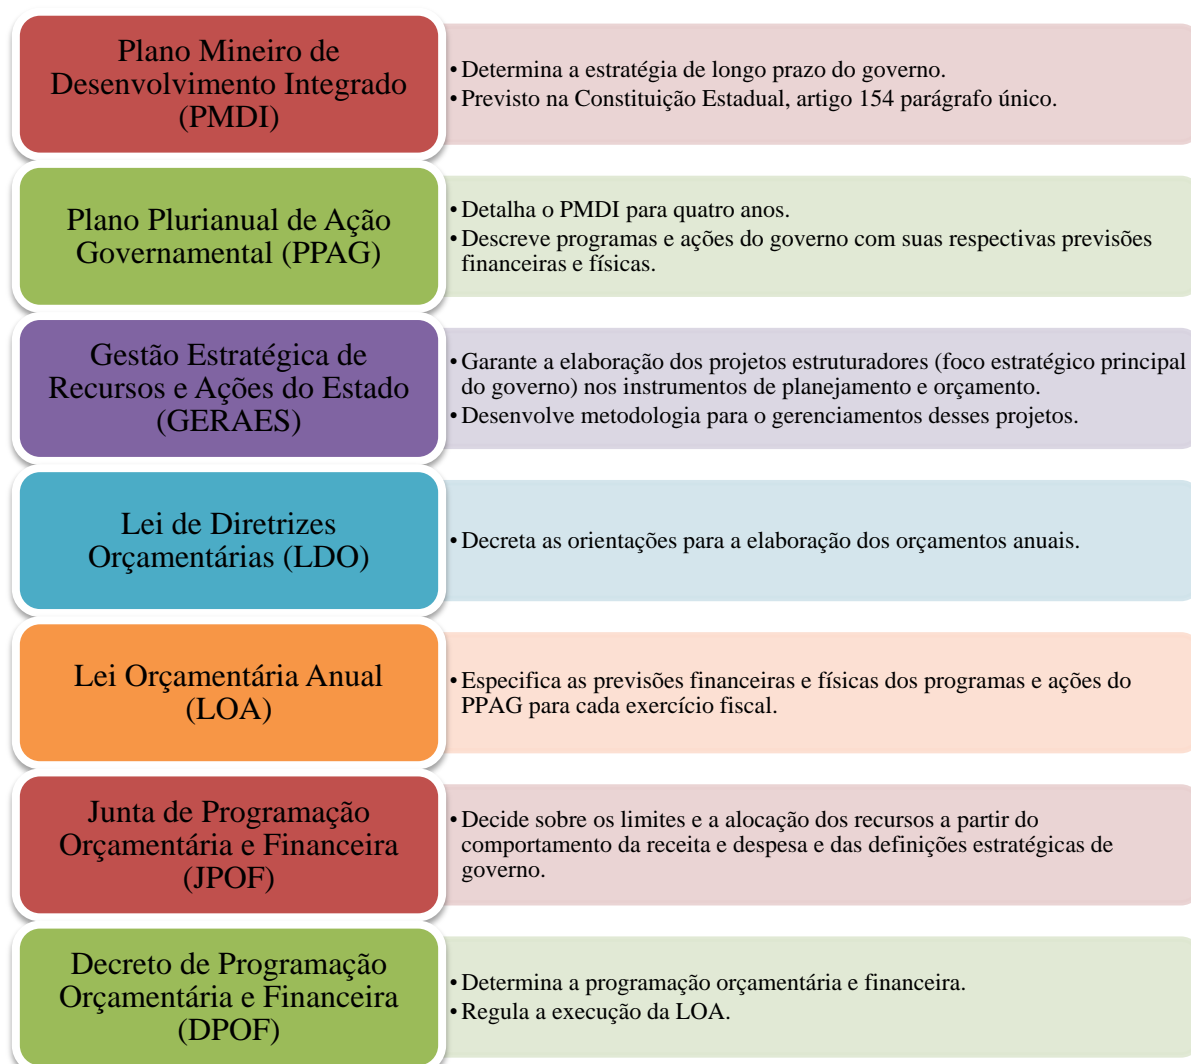 Plano Mineiro de
Desenvolvimento Integrado
(PMDI)
• Determina a estratégia de longo prazo do governo.
• Previsto na Constituição Estadual, artigo 154 parágrafo único.
Plano Plurianual de Ação
Governamental (PPAG)
• Detalha o PMDI para quatro anos.
• Descreve programas e ações do governo com suas respectivas previsões
financeiras e físicas.
Gestão Estratégica de
Recursos e Ações do Estado
(GERAES)
• Garante a elaboração dos projetos estruturadores (foco estratégico principal
do governo) nos instrumentos de planejamento e orçamento.
• Desenvolve metodologia para o gerenciamentos desses projetos.
Lei de Diretrizes
Orçamentárias (LDO)
• Decreta as orientações para a elaboração dos orçamentos anuais.
Lei Orçamentária Anual
(LOA)
• Especifica as previsões financeiras e físicas dos programas e ações do
PPAG para cada exercício fiscal.
Junta de Programação
Orçamentária e Financeira
(JPOF)
• Decide sobre os limites e a alocação dos recursos a partir do
comportamento da receita e despesa e das definições estratégicas de
governo.
Decreto de Programação
Orçamentária e Financeira
(DPOF)
• Determina a programação orçamentária e financeira.
• Regula a execução da LOA.